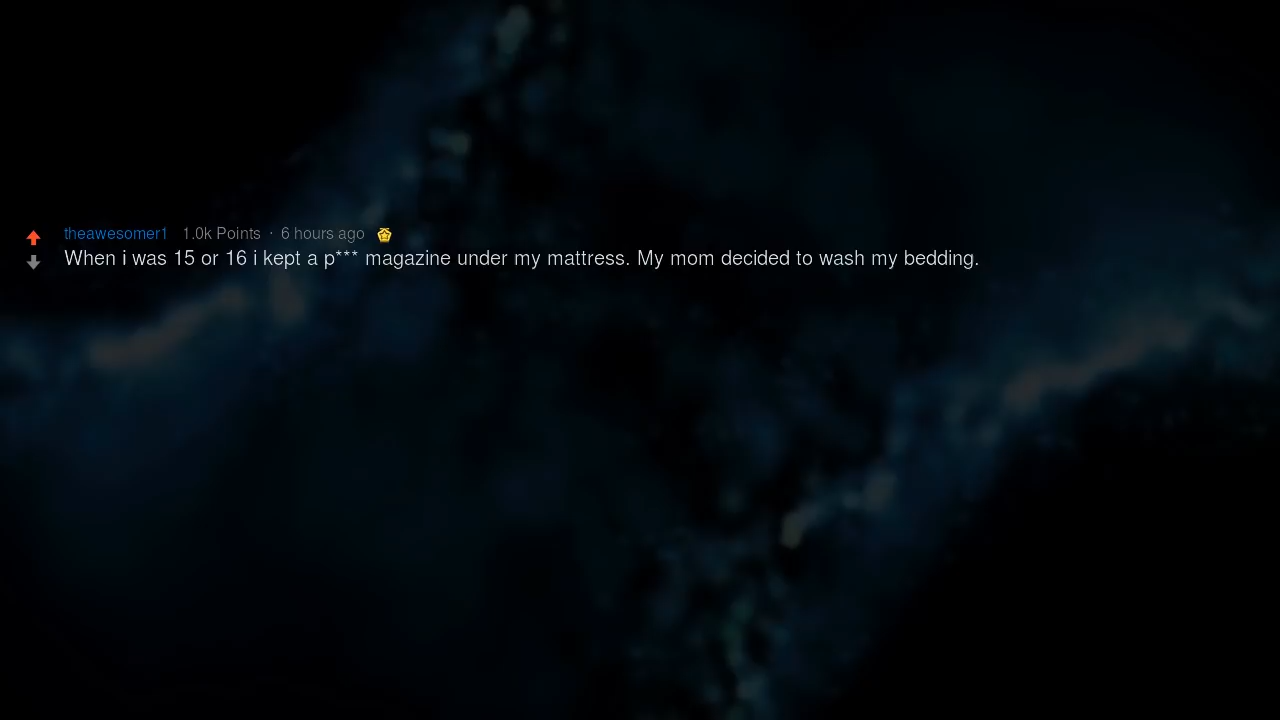 theawesomer1 1.0k Points · 6 hours ago
When i was 15 or 16 i kept a p*** magazine under my mattress. My mom decided to wash my bedding.